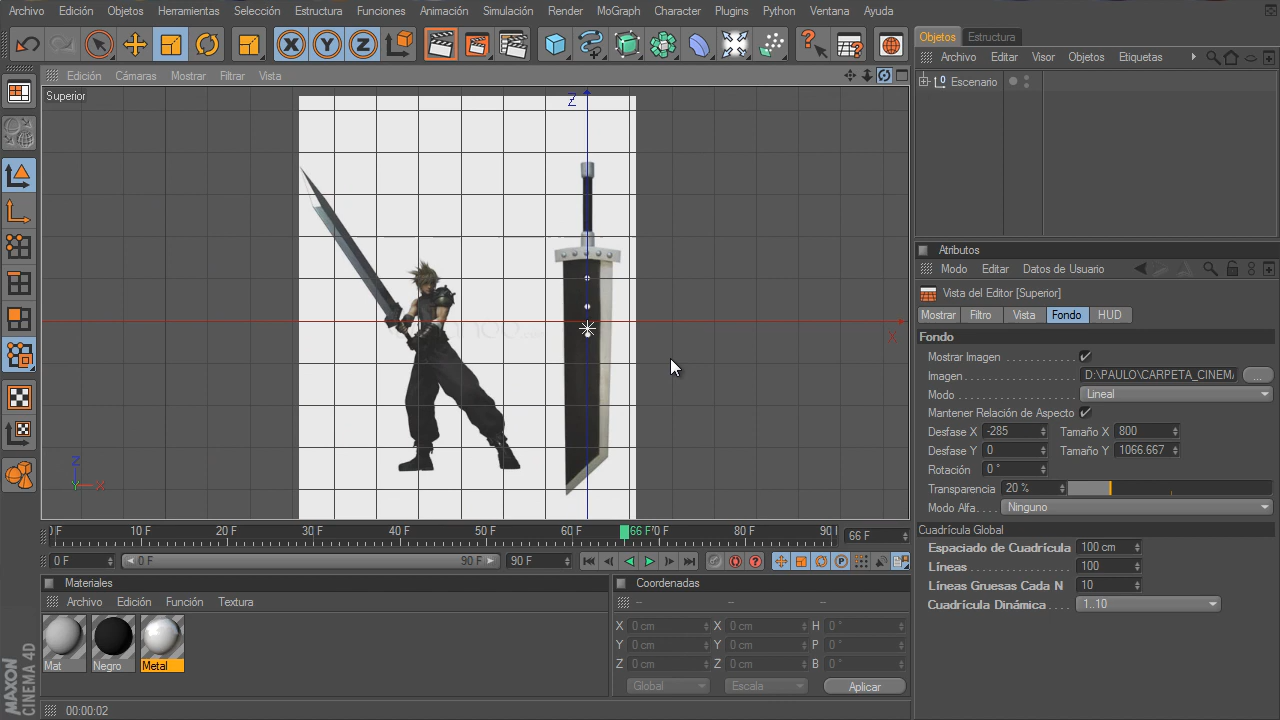 Archivo Edición Objetos Herramientas Selección Estructura Funciones Animación Simulación Render MoGraph Character Plugins Python Ventana Ayuda
X Y Z
Objetos Estructura
Archivo Editar Visor Objetos Etiquetas
Edición Cámaras Mostrar Filtrar Vista
Escenario
Superior
Z
X
Z
Y X
Atributos
Modo Editar Datos de Usuario
Vista del Editor [Superior]
Mostrar Filtro Vista Fondo HUD
Fondo
Mostrar Imagen
Imagen D:\PAULO\CARPETA_CINEM ...
Modo Lineal
Mantener Relación de Aspecto
Desfase X -285 Tamaño X 800
Desfase Y 0 Tamaño Y 1066.667
Rotación 0 °
Transparencia 20 %
Modo Alfa Ninguno
Cuadrícula Global
Espaciado de Cuadrícula 100 cm
Líneas 100
Líneas Gruesas Cada N 10
Cuadrícula Dinámica 1..10
10 F 20 F 30 F 40 F 50 F 60 F 66 F 80 F 66 F
0 F 0 F 90 F 90 F
Materiales
Archivo Edición Función Textura
Mat Negro Metal
Coordenadas
-- -- --
X 0 cm X 0 cm H 0 °
Y 0 cm Y 0 cm P 0 °
Z 0 cm Z 0 cm B 0 °
Global Escala Aplicar
MAXON
CINEMA 4D
00:00:02